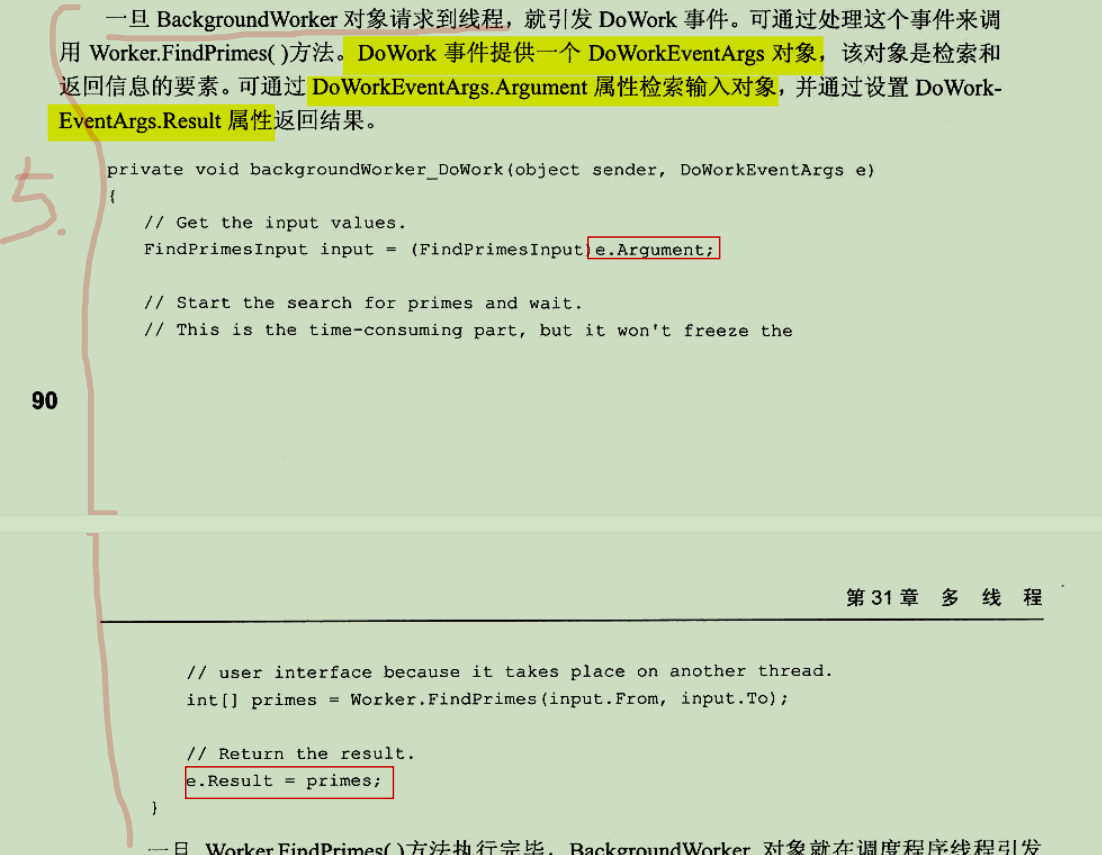 一旦 BackgroundWorker 对象请求到线程，就引发 DoWork 事件。可通过处理这个事件来调
用 Worker.FindPrimes( )方法。DoWork 事件提供一个 DoWorkEventArgs 对象，该对象是检索和
返回信息的要素。可通过 DoWorkEventArgs.Argument 属性检索输入对象，并通过设置 DoWork-
EventArgs.Result 属性返回结果。
5.
private void backgroundWorker_DoWork(object sender, DoWorkEventArgs e)
{
// Get the input values.
FindPrimesInput input = (FindPrimesInput)e.Argument;
// Start the search for primes and wait.
// This is the time-consuming part, but it won't freeze the
90
第 31 章 多 线 程
// user interface because it takes place on another thread.
int[] primes = Worker.FindPrimes(input.From, input.To);
// Return the result.
e.Result = primes;
}
一旦 Worker.FindPrimes( )方法执行完毕，BackgroundWorker 对象就在调度程序线程引发